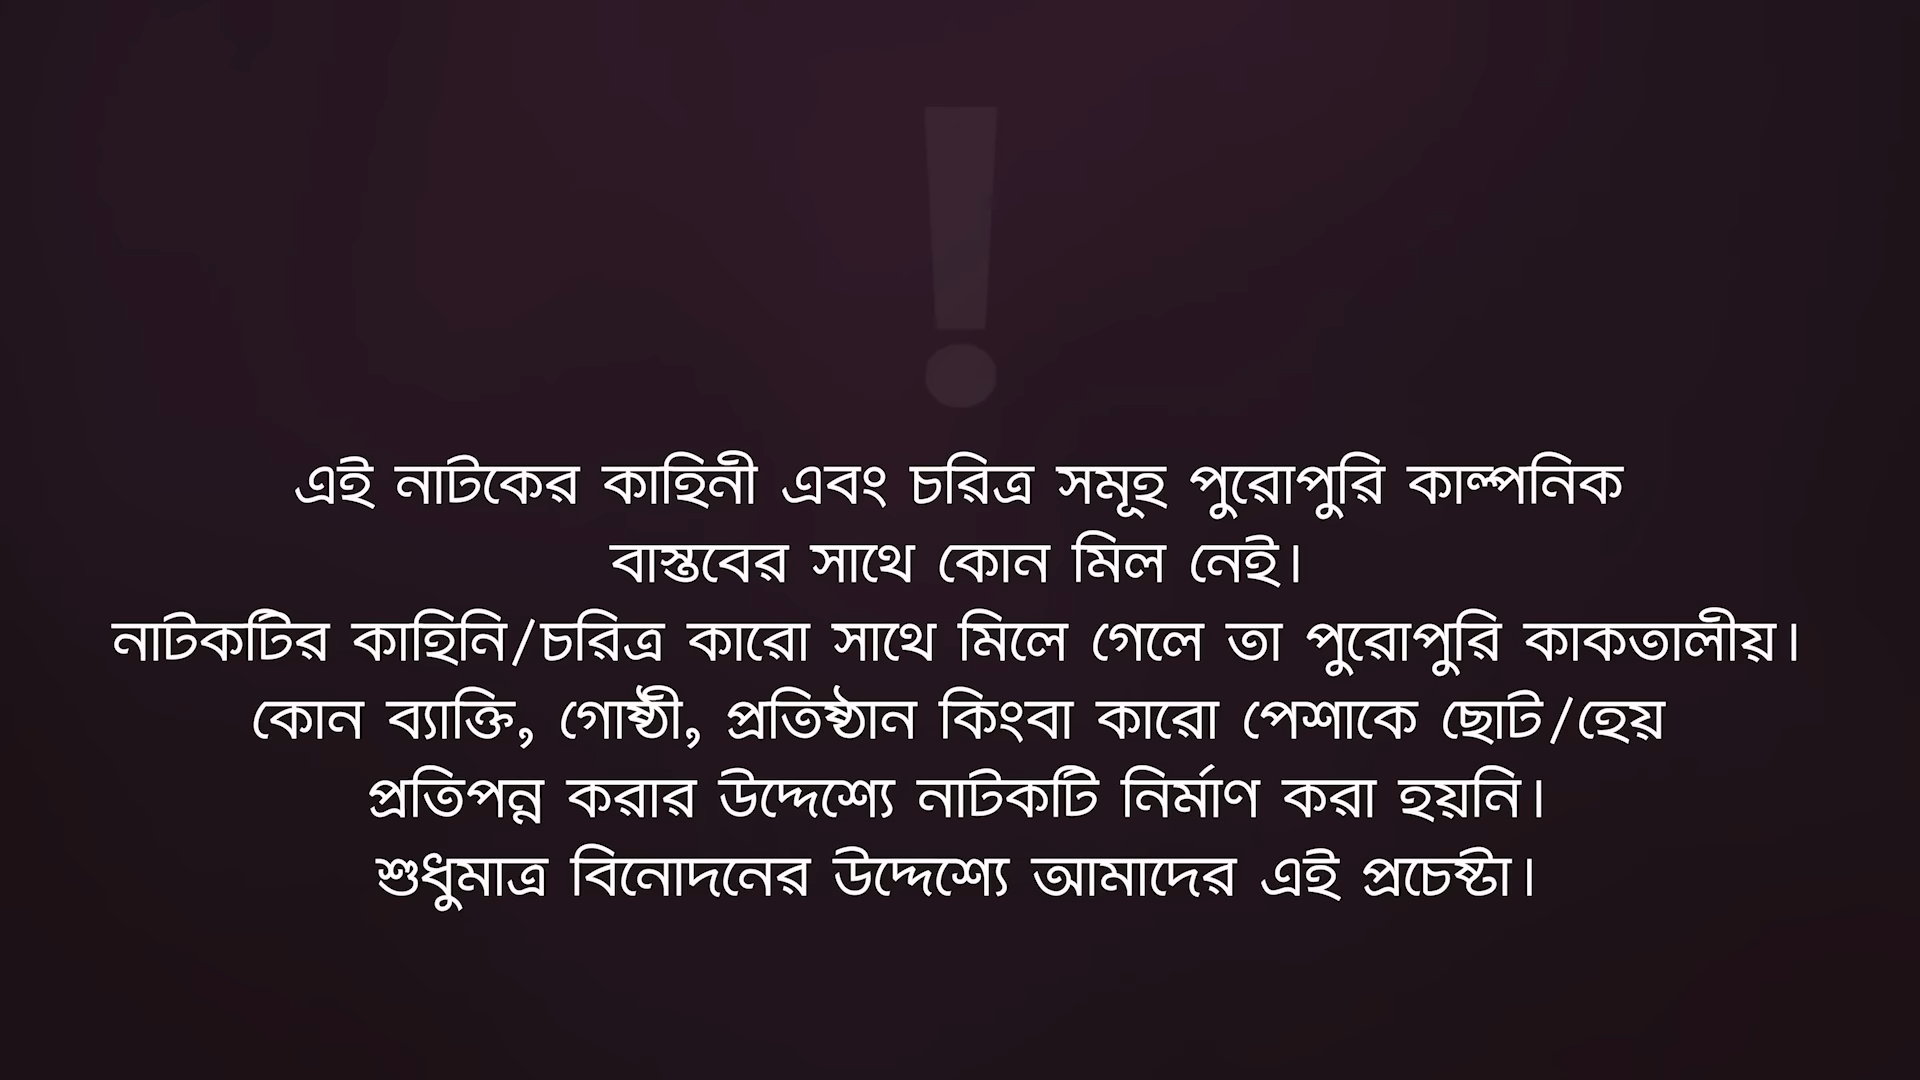 এই নাটকের কাহিনী এবং চরিত্র সমূহ পুরোপুরি কাল্পনিক
বাস্তবের সাথে কোন মিল নেই।
নাটকটির কাহিনি/চরিত্র কারো সাথে মিলে গেলে তা পুরোপুরি কাকতালীয়।
কোন ব্যাক্তি, গোষ্ঠী, প্রতিষ্ঠান কিংবা কারো পেশাকে ছোট/হেয়
প্রতিপন্ন করার উদ্দেশ্যে নাটকটি নির্মাণ করা হয়নি।
শুধুমাত্র বিনোদনের উদ্দেশ্যে আমাদের এই প্রচেষ্টা।